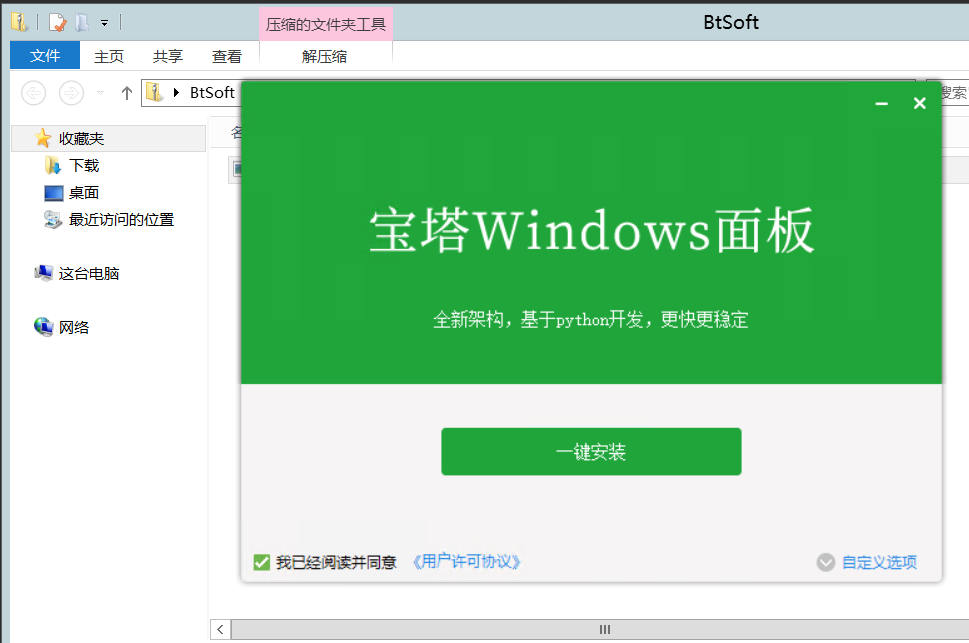 压缩的文件夹工具
BtSoft
文件 主页 共享 查看 解压缩
BtSoft
搜索
收藏夹
下载
桌面
最近访问的位置
这台电脑
网络
宝塔Windows面板
全新架构，基于python开发，更快更稳定
一键安装
我已经阅读并同意 《用户许可协议》
自定义选项